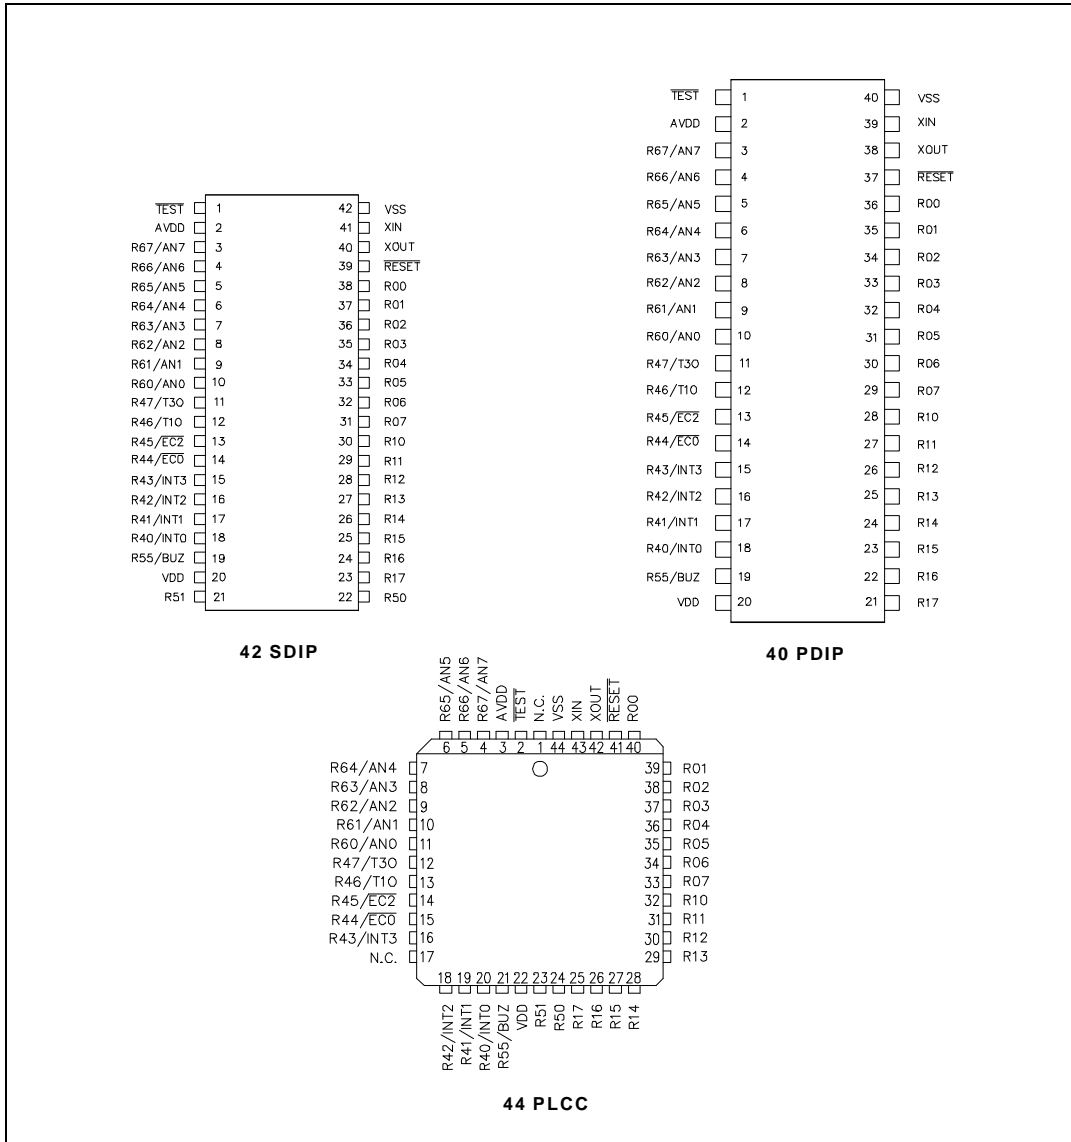 TEST 1 42 VSS
AVDD 2 41 XIN
R67/AN7 3 40 XOUT
R66/AN6 4 39 RESET
R65/AN5 5 38 R00
R64/AN4 6 37 R01
R63/AN3 7 36 R02
R62/AN2 8 35 R03
R61/AN1 9 34 R04
R60/AN0 10 33 R05
R47/T3O 11 32 R06
R46/T1O 12 31 R07
R45/EC2 13 30 R10
R44/EC0 14 29 R11
R43/INT3 15 28 R12
R42/INT2 16 27 R13
R41/INT1 17 26 R14
R40/INT0 18 25 R15
R55/BUZ 19 24 R16
VDD 20 23 R17
R51 21 22 R50
42 SDIP
TEST 1 40 VSS
AVDD 2 39 XIN
R67/AN7 3 38 XOUT
R66/AN6 4 37 RESET
R65/AN5 5 36 R00
R64/AN4 6 35 R01
R63/AN3 7 34 R02
R62/AN2 8 33 R03
R61/AN1 9 32 R04
R60/AN0 10 31 R05
R47/T3O 11 30 R06
R46/T1O 12 29 R07
R45/EC2 13 28 R10
R44/EC0 14 27 R11
R43/INT3 15 26 R12
R42/INT2 16 25 R13
R41/INT1 17 24 R14
R40/INT0 18 23 R15
R55/BUZ 19 22 R16
VDD 20 21 R17
40 PDIP
R65/AN5 R66/AN6 R67/AN7 AVDD TEST N.C. VSS XIN XOUT RESET R00
6 5 4 3 2 1 44 43 42 41 40
R64/AN4 7 39 R01
R63/AN3 8 38 R02
R62/AN2 9 37 R03
R61/AN1 10 36 R04
R60/AN0 11 35 R05
R47/T3O 12 34 R06
R46/T1O 13 33 R07
R45/EC2 14 32 R10
R44/EC0 15 31 R11
R43/INT3 16 30 R12
N.C. 17 29 R13
18 19 20 21 22 23 24 25 26 27 28
R42/INT2 R41/INT1 R40/INT0 R55/BUZ VDD R51 R50 R17 R16 R15 R14
44 PLCC